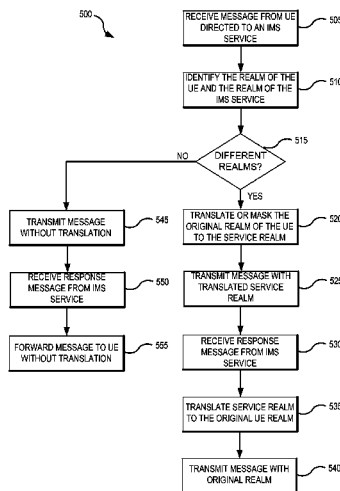 500
RECEIVE MESSAGE FROM UE
DIRECTED TO AN IMS
SERVICE
505
IDENTIFY THE REALM OF THE
UE AND THE REALM OF THE
IMS SERVICE
510
515
DIFFERENT
REALMS?
NO
YES
TRANSLATE OR MASK THE
ORIGINAL REALM OF THE UE
TO THE SERVICE REALM
520
TRANSMIT MESSAGE WITH
TRANSLATED SERVICE
REALM
525
RECEIVE RESPONSE
MESSAGE FROM IMS
SERVICE
530
TRANSLATE SERVICE REALM
TO THE ORIGINAL UE REALM
535
TRANSMIT MESSAGE WITH
ORIGINAL REALM
540
TRANSMIT MESSAGE
WITHOUT TRANSLATION
545
RECEIVE RESPONSE
MESSAGE FROM IMS
SERVICE
550
FORWARD MESSAGE TO UE
WITHOUT TRANSLATION
555